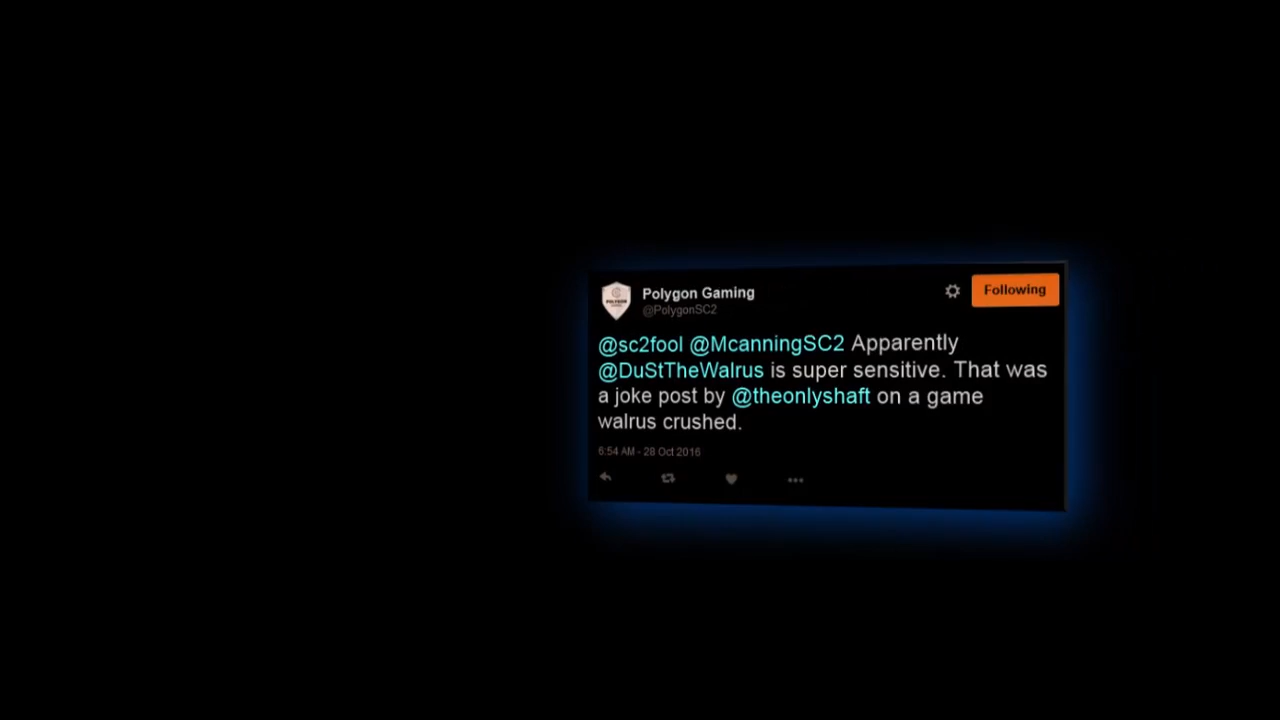 Polygon Gaming
@PolygonSC2
Following
@sc2fool @McanningSC2 Apparently
@DuStTheWalrus is super sensitive. That was
a joke post by @theonlyshaft on a game
walrus crushed.
6:54 AM - 28 Oct 2016